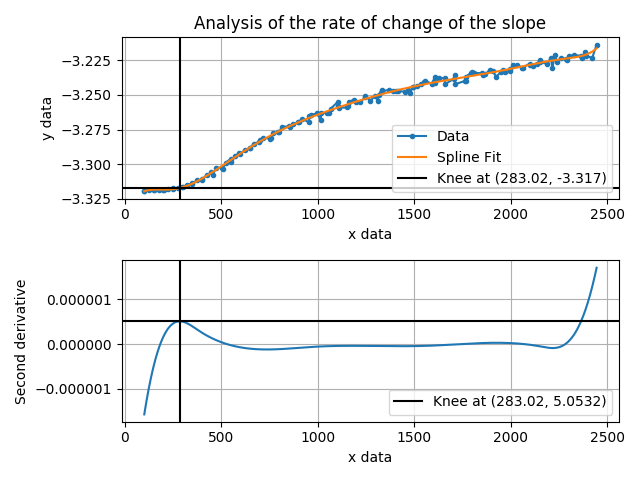 Analysis of the rate of change of the slope
−3.225
−3.250
−3.275
−3.300
−3.325
y data
Data
Spline Fit
Knee at (283.02, -3.317)
0
500
1000
1500
2000
2500
x data
0.000001
0.000000
−0.000001
Second derivative
Knee at (283.02, 5.0532)
0
500
1000
1500
2000
2500
x data